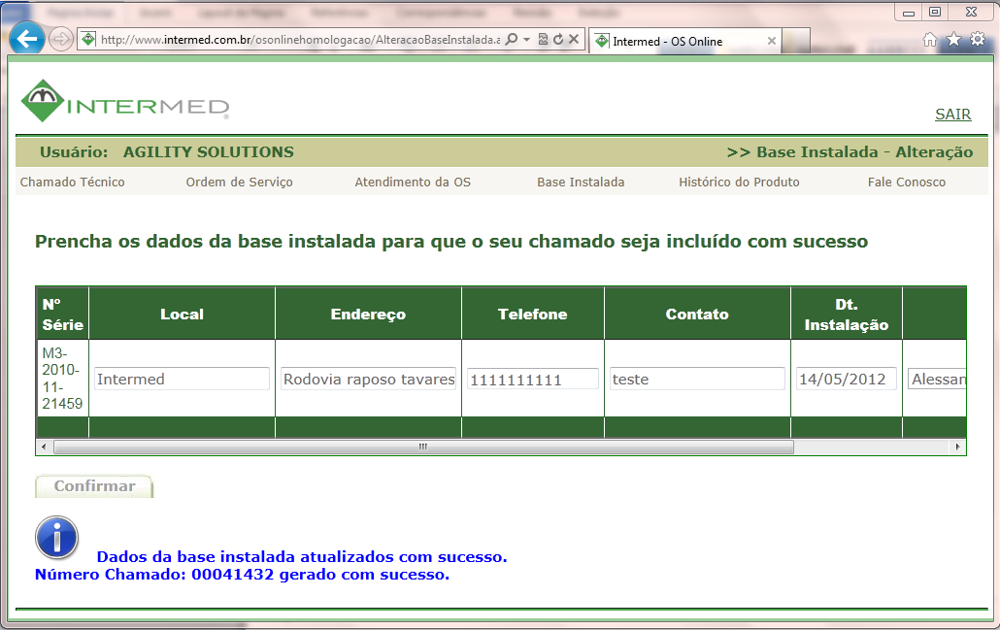 http://www.intermed.com.br/osonlinehomologacao/AlteracaoBaseInstalada.a
Intermed - OS Online
INTERMED
SAIR
Usuário: AGILITY SOLUTIONS >> Base Instalada - Alteração
Chamado Técnico Ordem de Serviço Atendimento da OS Base Instalada Histórico do Produto Fale Conosco
Prencha os dados da base instalada para que o seu chamado seja incluído com sucesso
Nº Série Local Endereço Telefone Contato Dt. Instalação
M3-2010-11-21459 Intermed Rodovia raposo tavares 1111111111 teste 14/05/2012 Alessan
Confirmar
Dados da base instalada atualizados com sucesso.
Número Chamado: 00041432 gerado com sucesso.